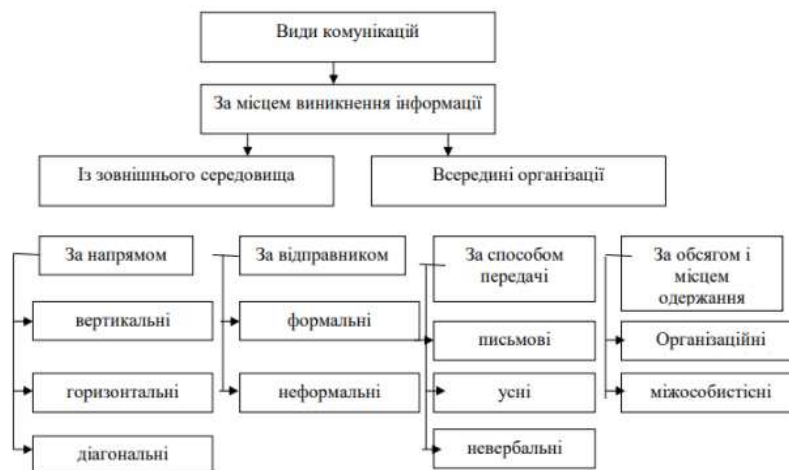 Види комунікацій
За місцем виникнення інформації
Із зовнішнього середовища
Всередині організації
За напрямом
вертикальні
горизонтальні
діагональні
За відправником
формальні
неформальні
За способом
передачі
письмові
усні
невербальні
За обсягом і
місцем
одержання
Організаційні
міжособистісні